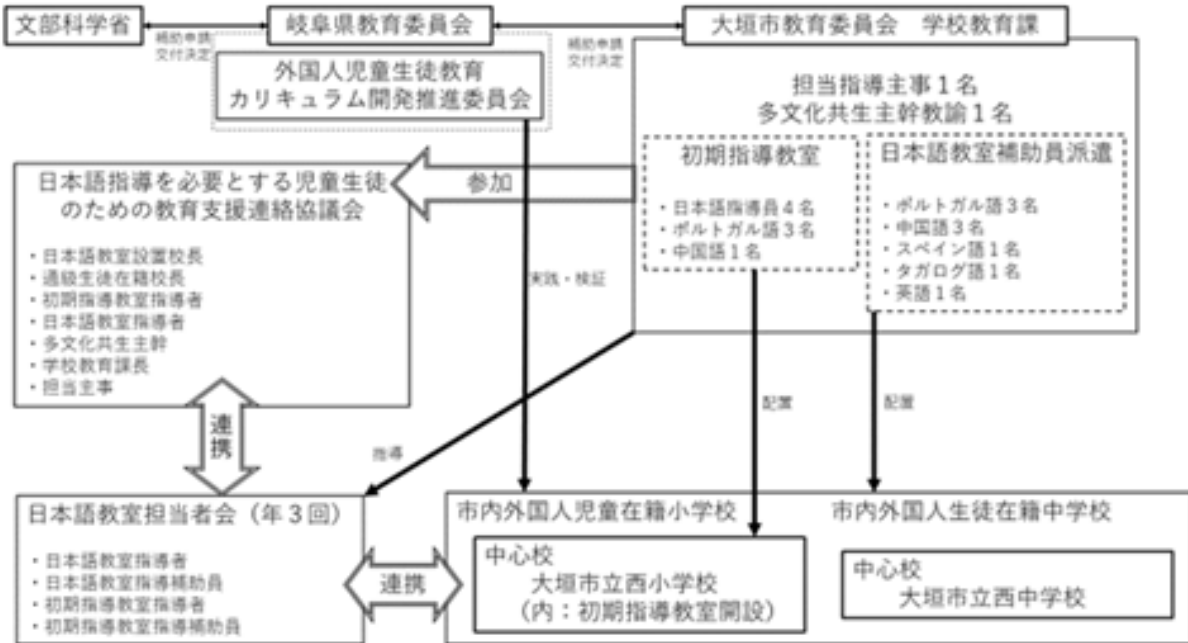 文部科学省
岐阜県教育委員会
大垣市教育委員会　学校教育課
補助申請
交付決定
補助申請
交付決定
外国人児童生徒教育
カリキュラム開発推進委員会
担当指導主事１名
多文化共生主幹教諭１名
初期指導教室
・日本語指導員４名
・ポルトガル語３名
・中国語１名
日本語教室補助員派遣
・ポルトガル語３名
・中国語３名
・スペイン語１名
・タガログ語１名
・英語１名
参加
日本語指導を必要とする児童生徒
のための教育支援連絡協議会
・日本語教室設置校長
・通級生徒在籍校長
・初期指導教室指導者
・日本語教室指導者
・多文化共生主幹
・学校教育課長
・担当主事
実践・検証
連携
指導
配置
配置
日本語教室担当者会（年３回）
・日本語教室指導者
・日本語教室指導補助員
・初期指導教室指導者
・初期指導教室指導補助員
連携
市内外国人児童在籍小学校
中心校
大垣市立西小学校
（内：初期指導教室開設）
市内外国人生徒在籍中学校
中心校
大垣市立西中学校